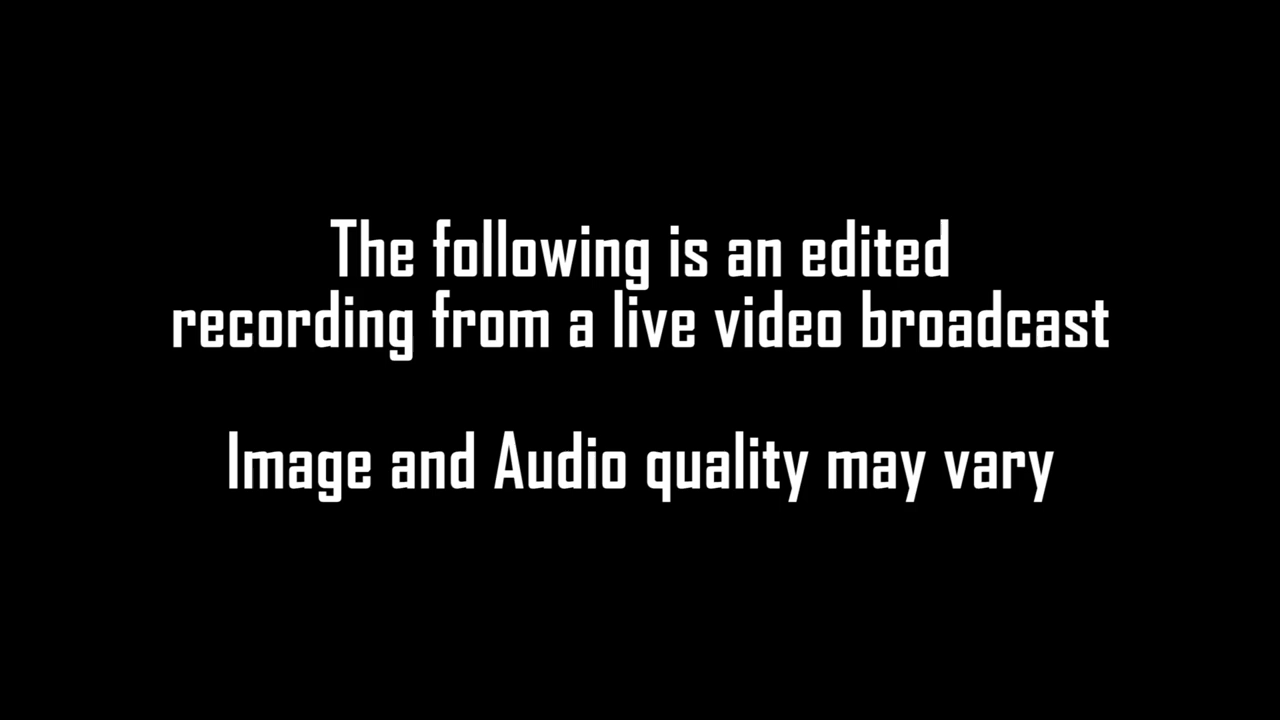 The following is an edited
recording from a live video broadcast
Image and Audio quality may vary